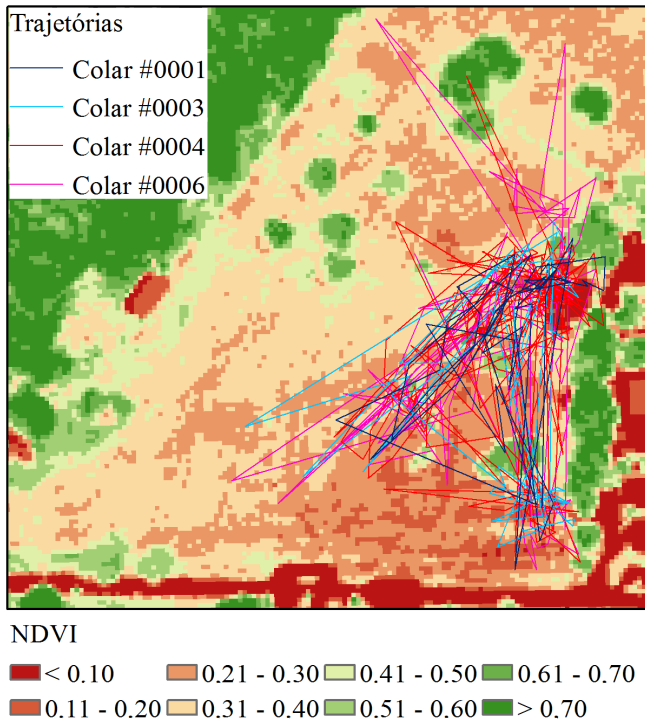 Trajetórias
Colar #0001
Colar #0003
Colar #0004
Colar #0006
NDVI
< 0.10
0.21 - 0.30
0.41 - 0.50
0.61 - 0.70
0.11 - 0.20
0.31 - 0.40
0.51 - 0.60
> 0.70